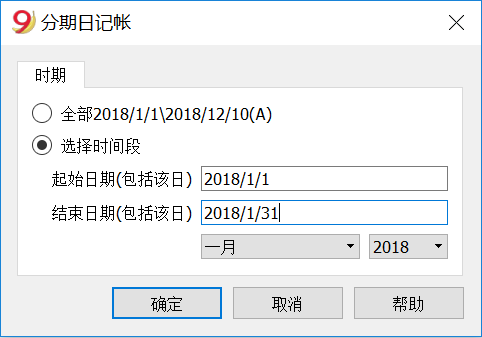 9 分期日记帐
时期
全部2018/1/1\2018/12/10(A)
选择时间段
起始日期(包括该日) 2018/1/1
结束日期(包括该日) 2018/1/31
一月 2018
确定 取消 帮助